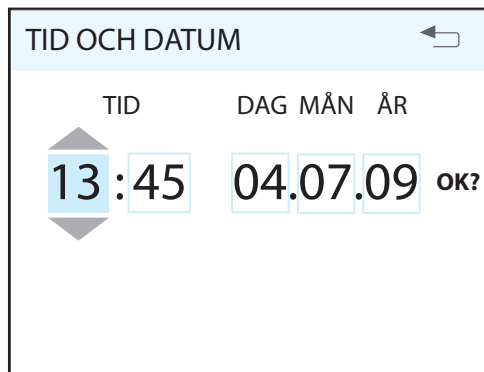 TID OCH DATUM
TID DAG MÅN ÅR
13 : 45 04.07.09 OK?